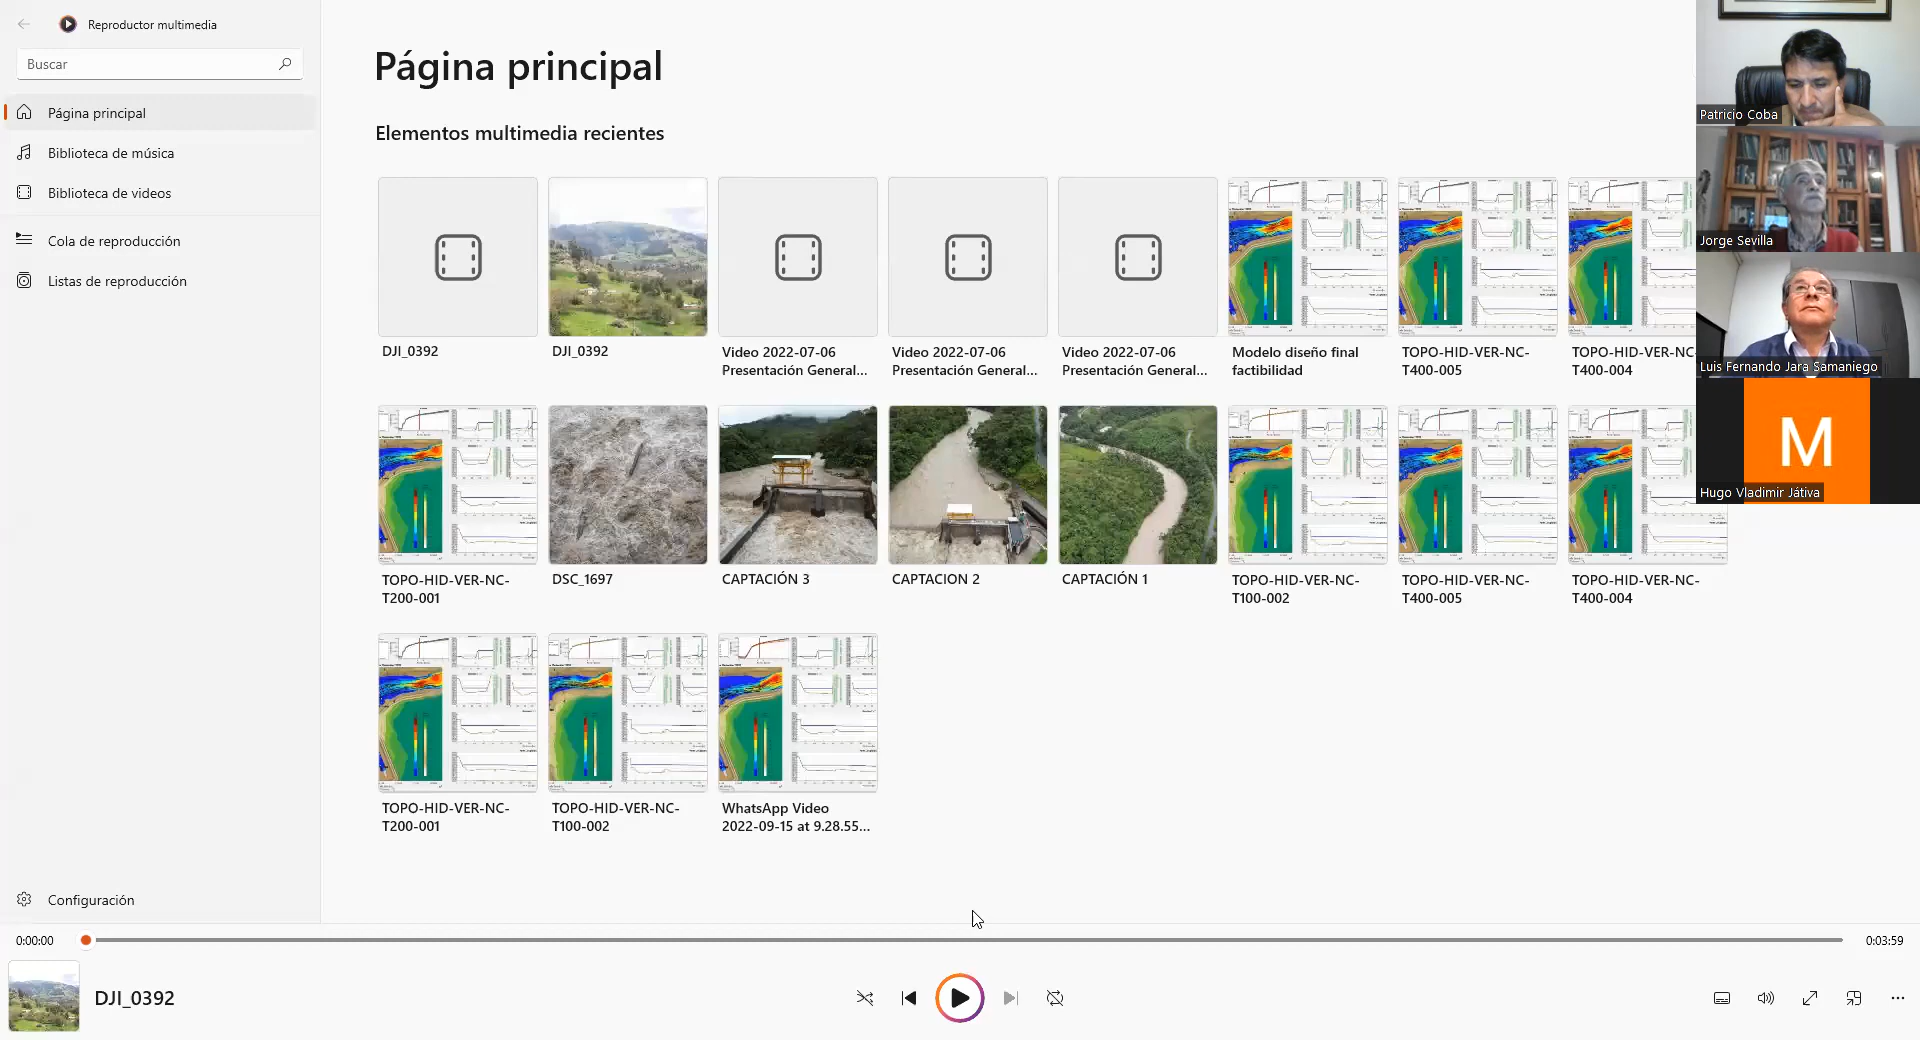 Reproductor multimedia
Buscar
Página principal
Biblioteca de música
Biblioteca de videos
Cola de reproducción
Listas de reproducción
Configuración
Página principal
Elementos multimedia recientes
DJI_0392
DJI_0392
Video 2022-07-06
Presentación General...
Video 2022-07-06
Presentación General...
Video 2022-07-06
Presentación General...
Modelo diseño final
factibilidad
TOPO-HID-VER-NC-
T400-005
TOPO-HID-VER-NC-
T400-004
TOPO-HID-VER-NC-
T200-001
DSC_1697
CAPTACIÓN 3
CAPTACION 2
CAPTACIÓN 1
TOPO-HID-VER-NC-
T100-002
TOPO-HID-VER-NC-
T400-005
TOPO-HID-VER-NC-
T400-004
TOPO-HID-VER-NC-
T200-001
TOPO-HID-VER-NC-
T100-002
WhatsApp Video
2022-09-15 at 9.28.55...
Patricio Coba
Jorge Sevilla
Luis Fernando Jara Samaniego
M
Hugo Vladimir Játiva
0:00:00
0:03:59
DJI_0392